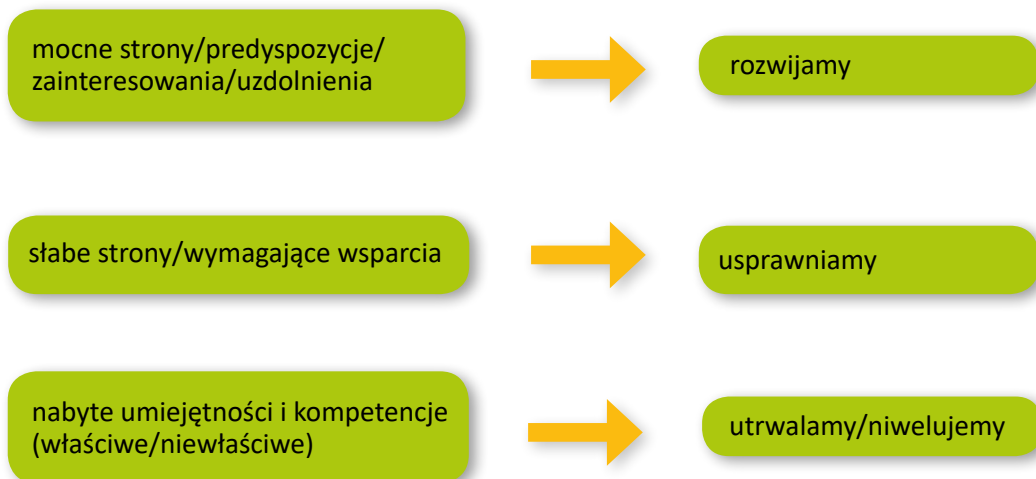 mocne strony/predyspozycje/
zainteresowania/uzdolnienia
rozwijamy
słabe strony/wymagające wsparcia
usprawniamy
nabyte umiejętności i kompetencje
(właściwe/niewłaściwe)
utrwalamy/niwelujemy